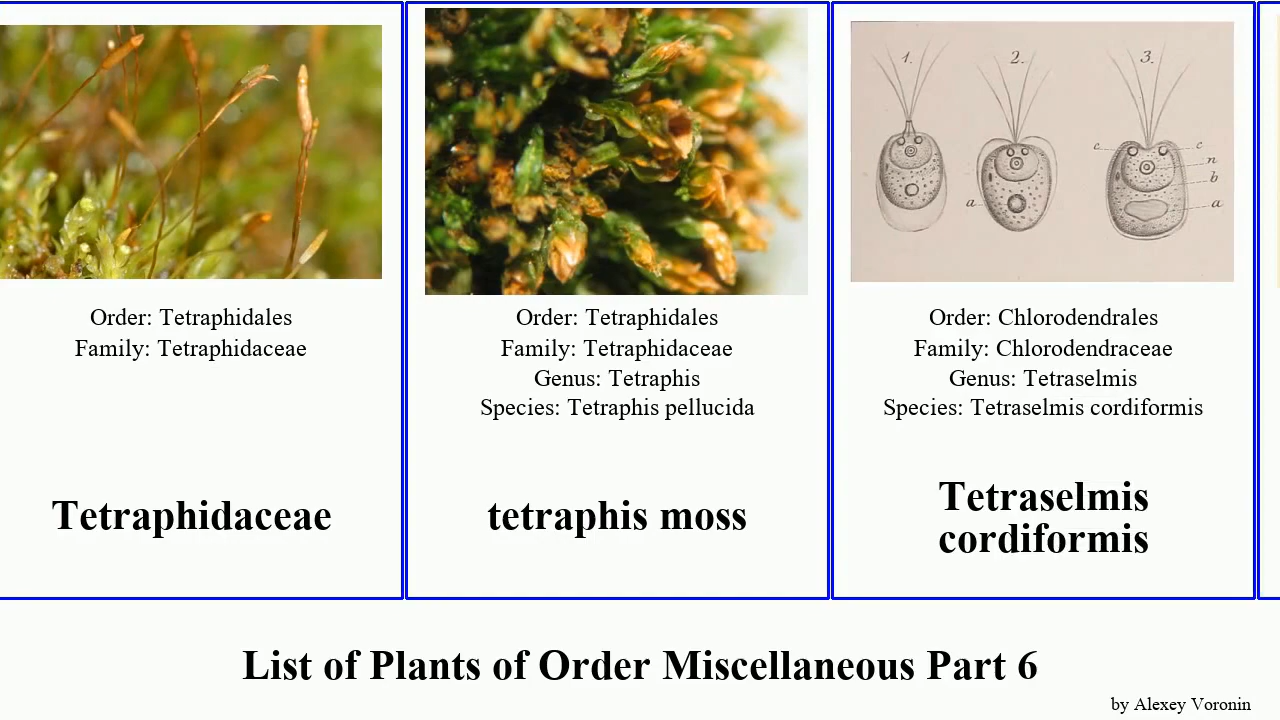 1.
2.
3.
c
c
n
b
a
a
Order: Tetraphidales
Family: Tetraphidaceae
Tetraphidaceae
Order: Tetraphidales
Family: Tetraphidaceae
Genus: Tetraphis
Species: Tetraphis pellucida
tetraphis moss
Order: Chlorodendrales
Family: Chlorodendraceae
Genus: Tetraselmis
Species: Tetraselmis cordiformis
Tetraselmis
cordiformis
List of Plants of Order Miscellaneous Part 6
by Alexey Voronin